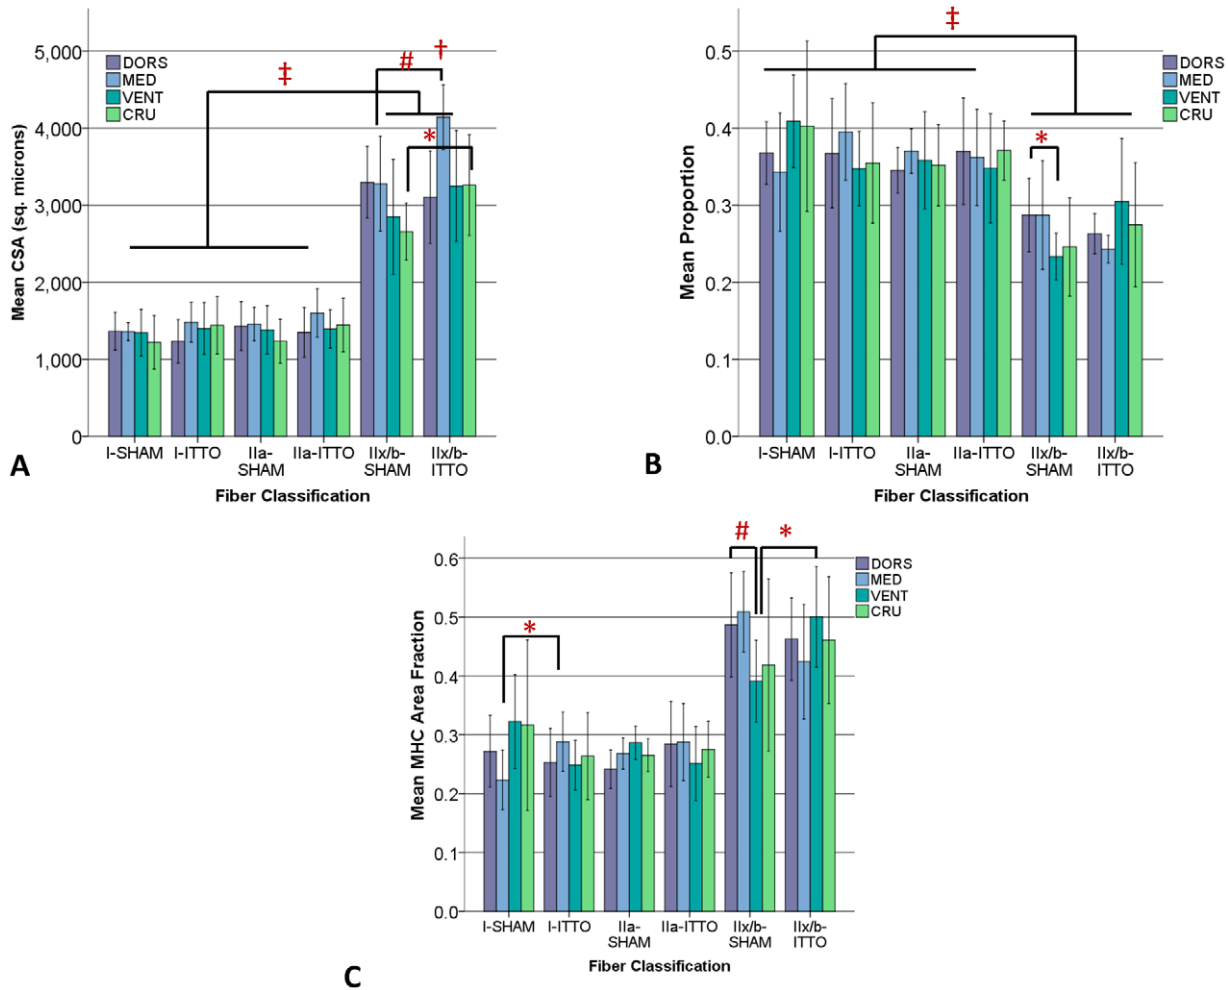 5,000
4,000
3,000
2,000
1,000
0
Mean CSA (sq. microns)
DORS
MED
VENT
CRU
‡
#
†
*
I-SHAM
I-ITTO
IIa-
SHAM
IIa-ITTO
IIx/b-
SHAM
IIx/b-
ITTO
Fiber Classification
A
0.5
0.4
0.3
0.2
0.1
0.0
Mean Proportion
DORS
MED
VENT
CRU
‡
*
I-SHAM
I-ITTO
IIa-
SHAM
IIa-ITTO
IIx/b-
SHAM
IIx/b-
ITTO
Fiber Classification
B
0.6
0.5
0.4
0.3
0.2
0.1
0.0
Mean MHC Area Fraction
DORS
MED
VENT
CRU
*
#
*
I-SHAM
I-ITTO
IIa-
SHAM
IIa-ITTO
IIx/b-
SHAM
IIx/b-
ITTO
Fiber Classification
C